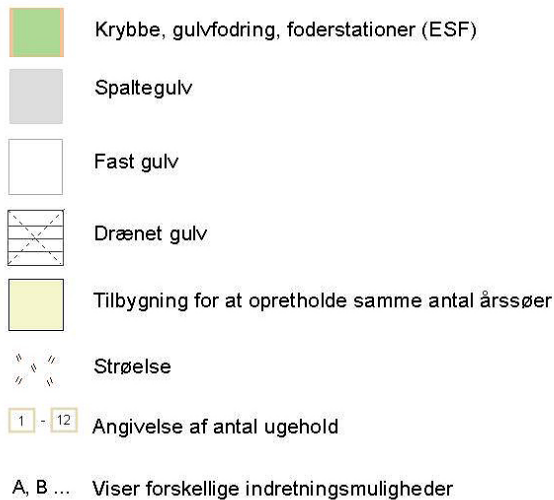 Krybbe, gulvfodring, foderstationer (ESF)
Spaltegulv
Fast gulv
Drænet gulv
Tilbygning for at opretholde samme antal årssøer
Strøelse
1 - 12 Angivelse af antal ugehold
A, B ... Viser forskellige indretningsmuligheder